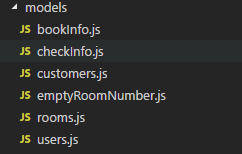 models
JS bookInfo.js
JS checkInfo.js
JS customers.js
JS emptyRoomNumber.js
JS rooms.js
JS users.js